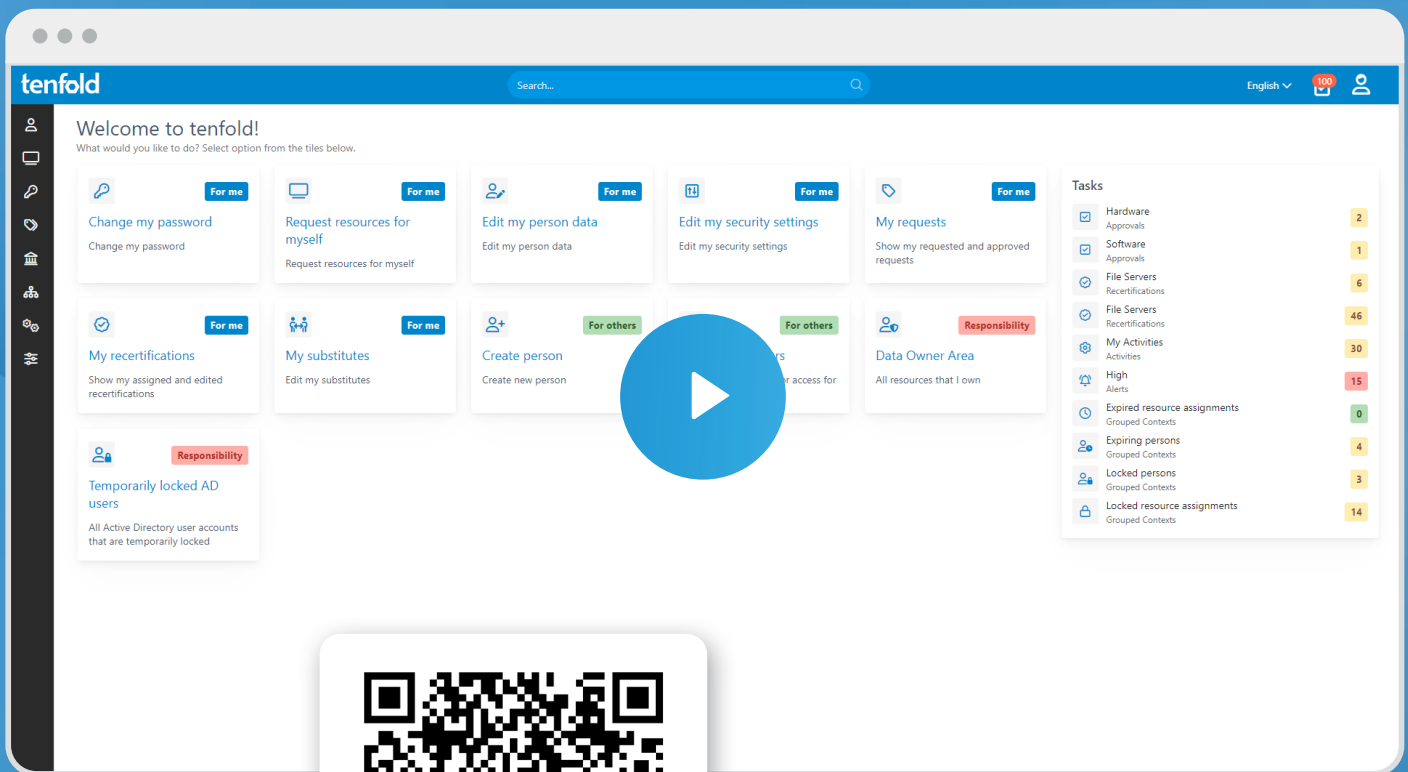 tenfold
Search...
English
100
Welcome to tenfold!
What would you like to do? Select option from the tiles below.
For me
Change my password
Change my password
For me
Request resources for
myself
Request resources for myself
For me
Edit my person data
Edit my person data
For me
Edit my security settings
Edit my security settings
For me
My requests
Show my requested and approved
requests
For me
My recertifications
Show my assigned and edited
recertifications
For me
My substitutes
Edit my substitutes
For others
Create person
Create new person
For others
access for
Responsibility
Data Owner Area
All resources that I own
Responsibility
Temporarily locked AD
users
All Active Directory user accounts
that are temporarily locked
Tasks
Hardware
Approvals
2
Software
Approvals
1
File Servers
Recertifications
6
File Servers
Recertifications
46
My Activities
Activities
30
High
Alerts
15
Expired resource assignments
Grouped Contexts
0
Expiring persons
Grouped Contexts
4
Locked persons
Grouped Contexts
3
Locked resource assignments
Grouped Contexts
14